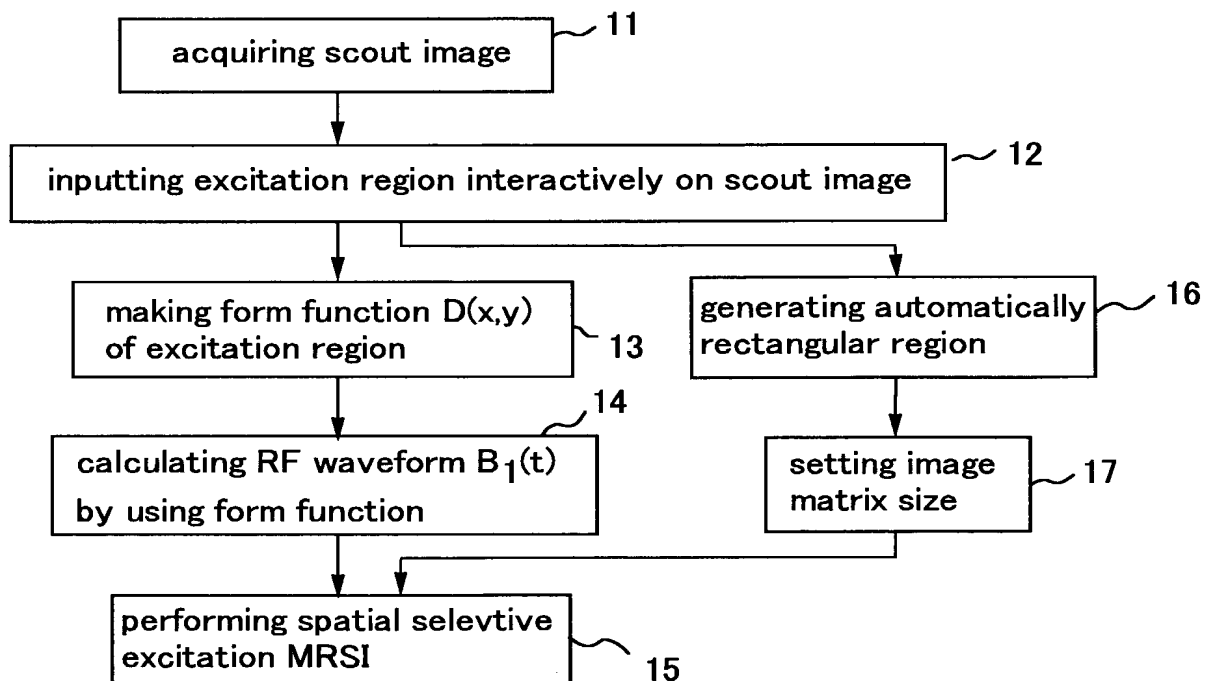 11
acquiring scout image
12
inputting excitation region interactively on scout image
making form function D(x,y)
of excitation region
13
generating automatically
rectangular region
16
14
calculating RF waveform B1(t)
by using form function
setting image
matrix size
17
performing spatial selevtive
excitation MRSI
15